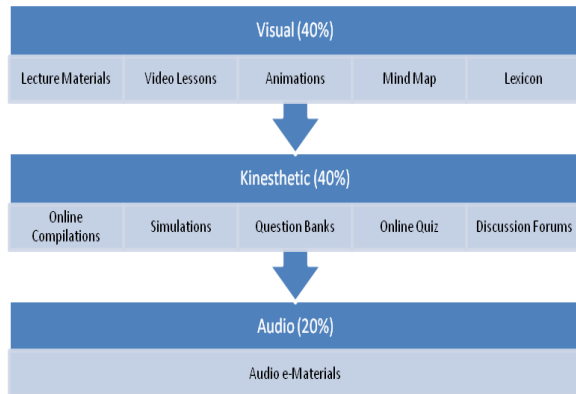 Visual (40%)
Lecture Materials
Video Lessons
Animations
Mind Map
Lexicon
Kinesthetic (40%)
Online
Compilations
Simulations
Question Banks
Online Quiz
Discussion Forums
Audio (20%)
Audio e-Materials